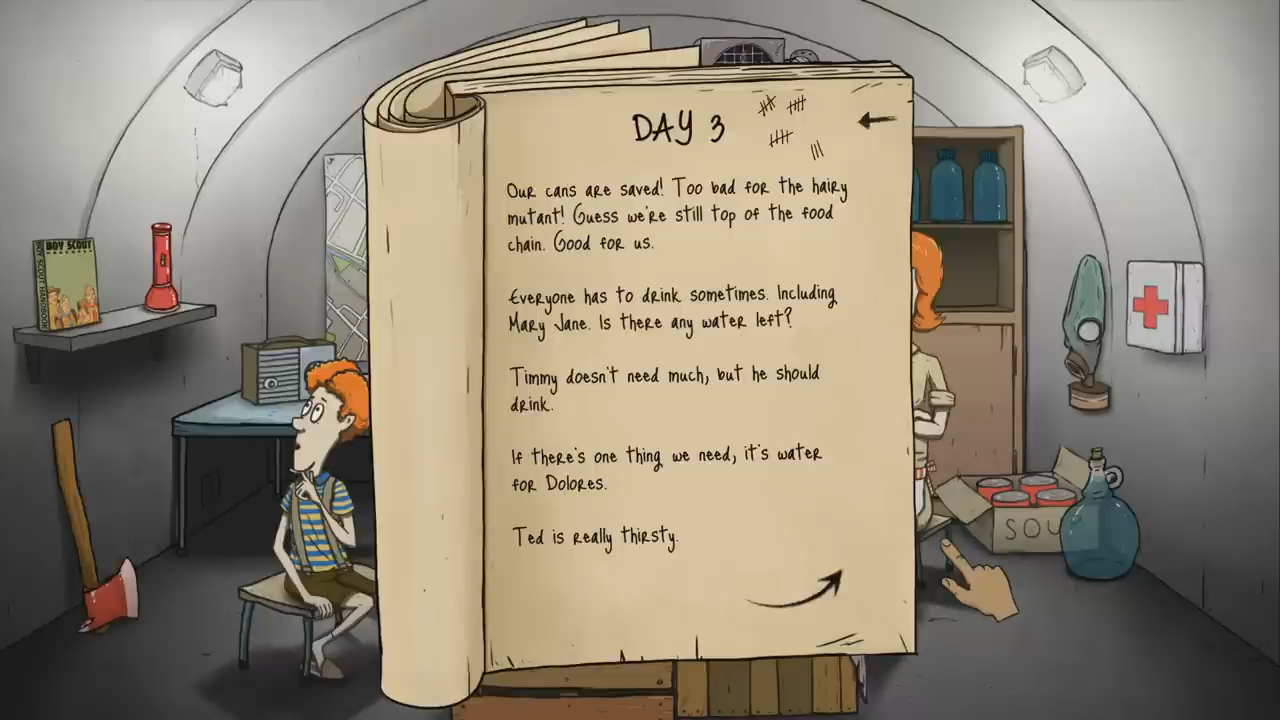 DAY 3
Our cans are saved! Too bad for the hairy
mutant! Guess we're still top of the food
chain. Good for us.
Everyone has to drink sometimes. Including
Mary Jane. Is there any water left?
Timmy doesn't need much, but he should
drink.
If there's one thing we need, it's water
for Dolores.
Ted is really thirsty.
BOY SCOUT
BOY SCOUT HANDBOOK
SOU